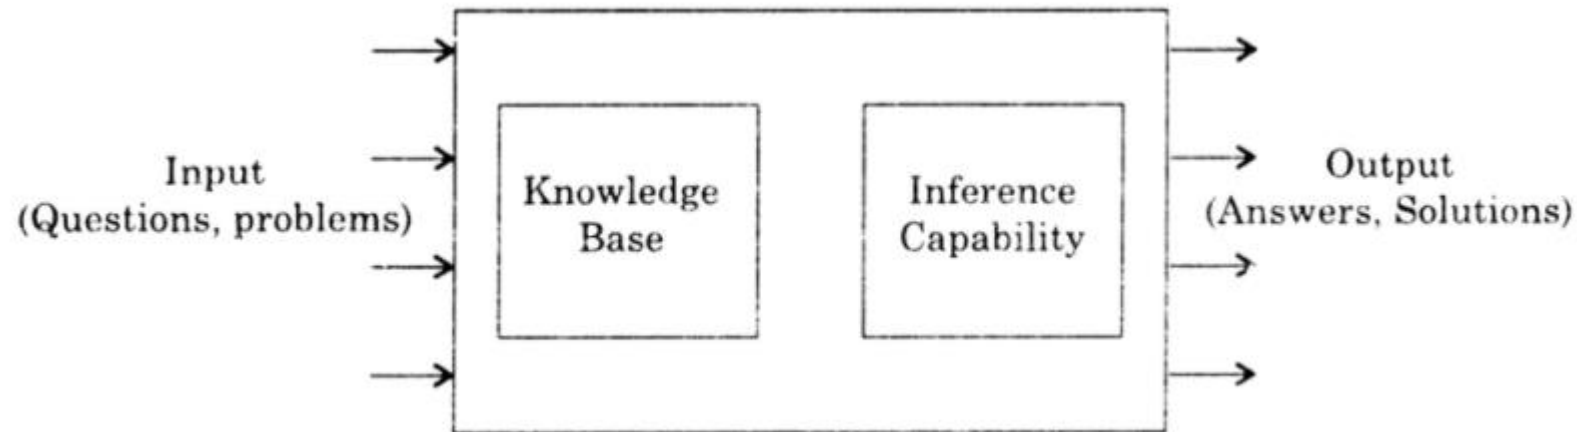 Input
(Questions, problems)
Knowledge
Base
Inference
Capability
Output
(Answers, Solutions)